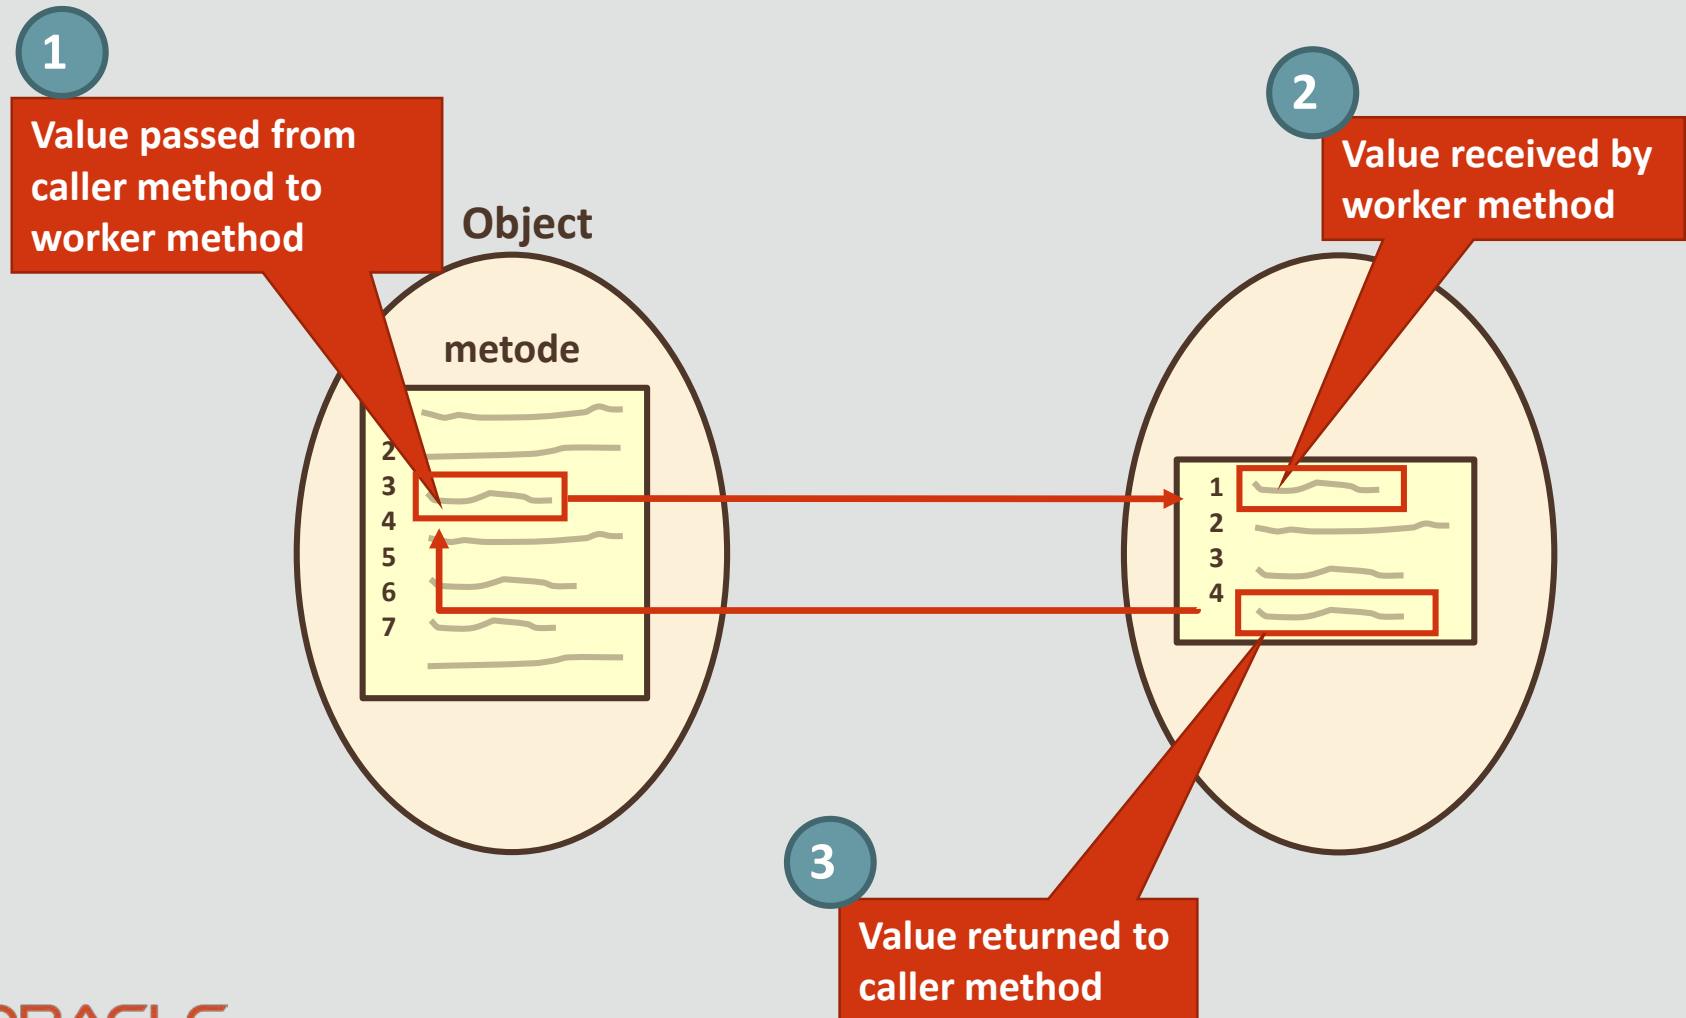 1
Value passed from
caller method to
worker method
2
Value received by
worker method
Object
metode
2
3
4
5
6
7
1
2
3
4
3
Value returned to
caller method
ORACLE